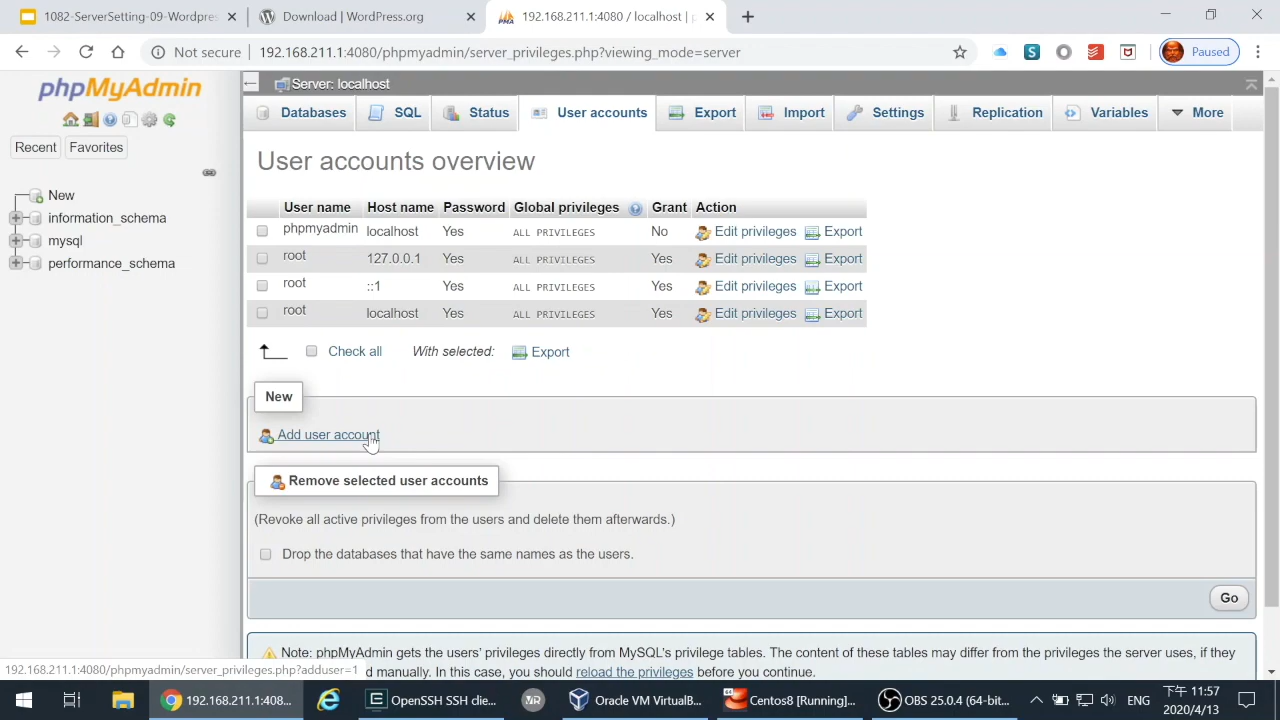 1082-ServerSetting-09-Wordpres
Download | WordPress.org
192.168.211.1:4080 / localhost | p
Not secure
192.168.211.1:4080/phpmyadmin/server_privileges.php?viewing_mode=server
Paused
phpMyAdmin
Recent
Favorites
New
information_schema
mysql
performance_schema
Server: localhost
Databases
SQL
Status
User accounts
Export
Import
Settings
Replication
Variables
More
User accounts overview
User name Host name Password Global privileges Grant Action
phpmyadmin localhost Yes ALL PRIVILEGES No Edit privileges Export
root 127.0.0.1 Yes ALL PRIVILEGES Yes Edit privileges Export
root ::1 Yes ALL PRIVILEGES Yes Edit privileges Export
root localhost Yes ALL PRIVILEGES Yes Edit privileges Export
Check all With selected: Export
New
Add user account
Remove selected user accounts
(Revoke all active privileges from the users and delete them afterwards.)
Drop the databases that have the same names as the users.
Go
Note: phpMyAdmin gets the users' privileges directly from MySQL's privilege tables. The content of these tables may differ from the privileges the server uses, if they
d manually. In this case, you should reload the privileges before you continue.
192.168.211.1:4080/phpmyadmin/server_privileges.php?adduser=1
192.168.211.1:408...
OpenSSH SSH clie...
Oracle VM VirtualB...
Centos8 [Running]...
OBS 25.0.4 (64-bit...
ENG
下午 11:57
2020/4/13